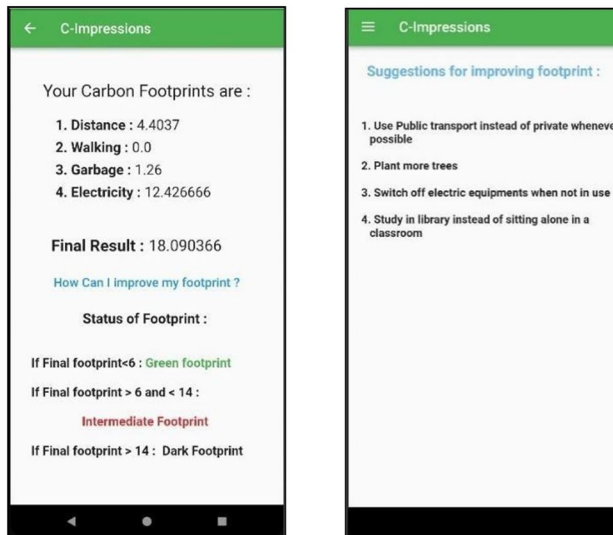 C-Impressions
Your Carbon Footprints are :
1. Distance : 4.4037
2. Walking : 0.0
3. Garbage : 1.26
4. Electricity : 12.426666
Final Result : 18.090366
How Can I improve my footprint ?
Status of Footprint :
If Final footprint<6 : Green footprint
If Final footprint > 6 and < 14 :
Intermediate Footprint
If Final footprint > 14 : Dark Footprint
C-Impressions
Suggestions for improving footprint :
1. Use Public transport instead of private wheneve
possible
2. Plant more trees
3. Switch off electric equipments when not in use
4. Study in library instead of sitting alone in a
classroom